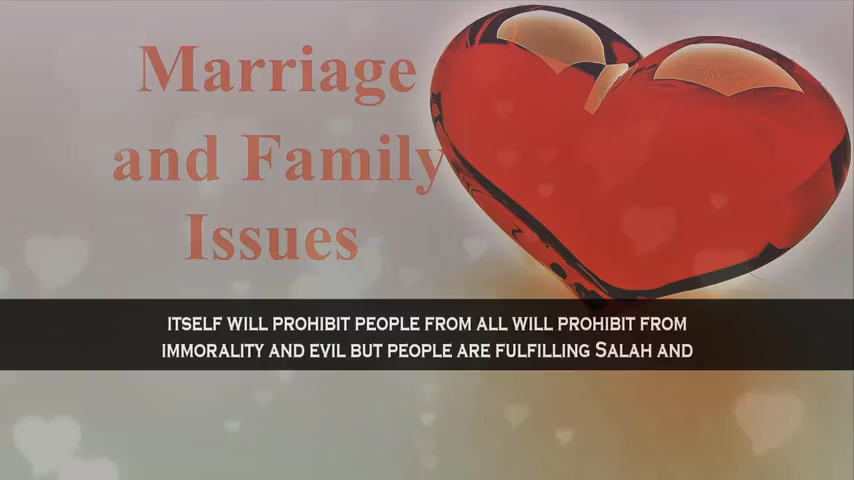 Marriage
and Family
Issues
ITSELF WILL PROHIBIT PEOPLE FROM ALL WILL PROHIBIT FROM
IMMORALITY AND EVIL BUT PEOPLE ARE FULFILLING SALAH AND